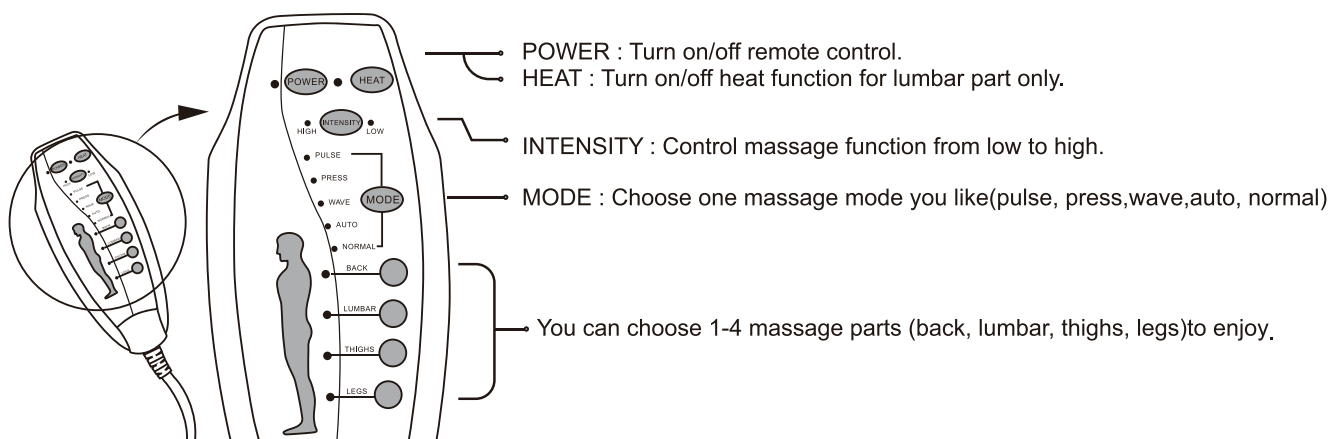 POWER : Turn on/off remote control.
HEAT : Turn on/off heat function for lumbar part only.
POWER HEAT
HIGH INTENSITY LOW
INTENSITY : Control massage function from low to high.
PULSE
PRESS
WAVE MODE
MODE : Choose one massage mode you like(pulse, press,wave,auto, normal)
AUTO
NORMAL
BACK
LUMBAR
You can choose 1-4 massage parts (back, lumbar, thighs, legs)to enjoy.
THIGHS
LEGS